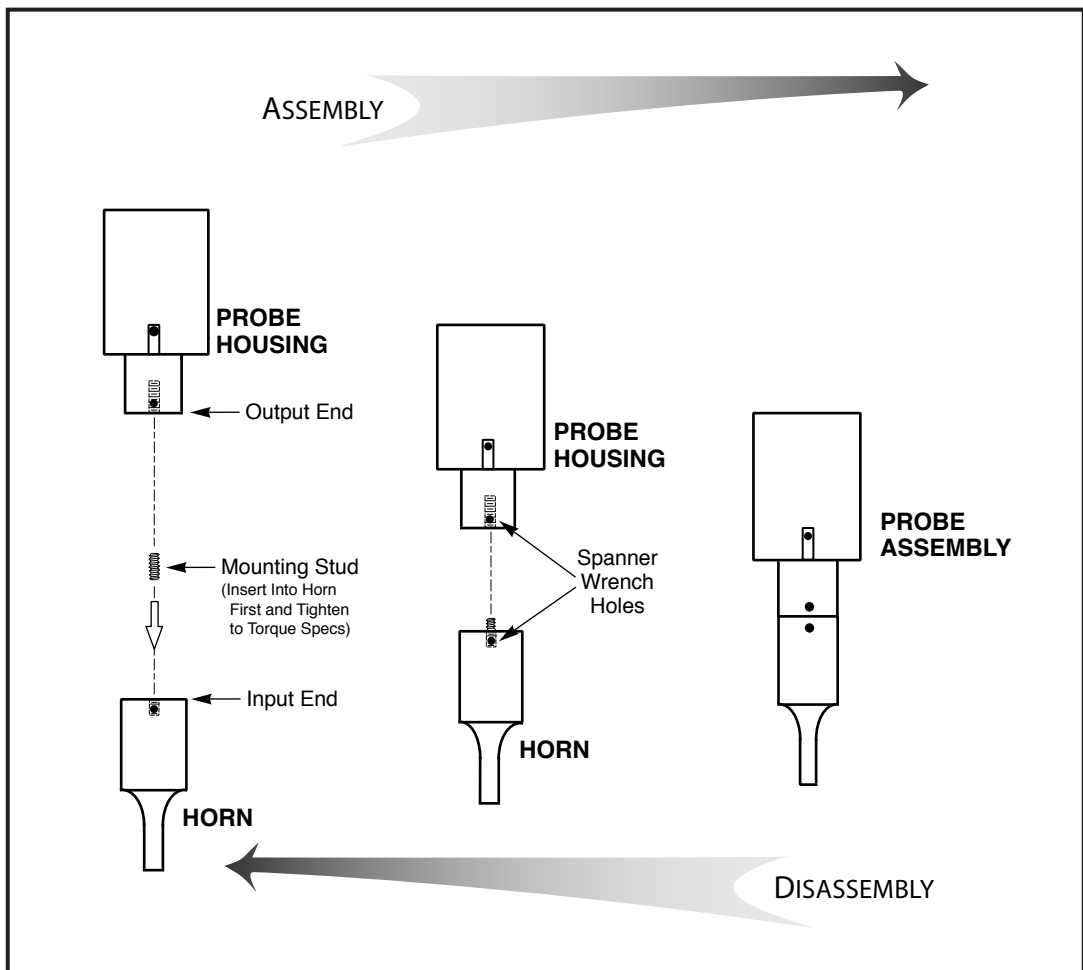 ASSEMBLY
PROBE
HOUSING
Output End
Mounting Stud
(Insert Into Horn
First and Tighten
to Torque Specs)
Input End
HORN
PROBE
HOUSING
Spanner
Wrench
Holes
HORN
PROBE
ASSEMBLY
DISASSEMBLY